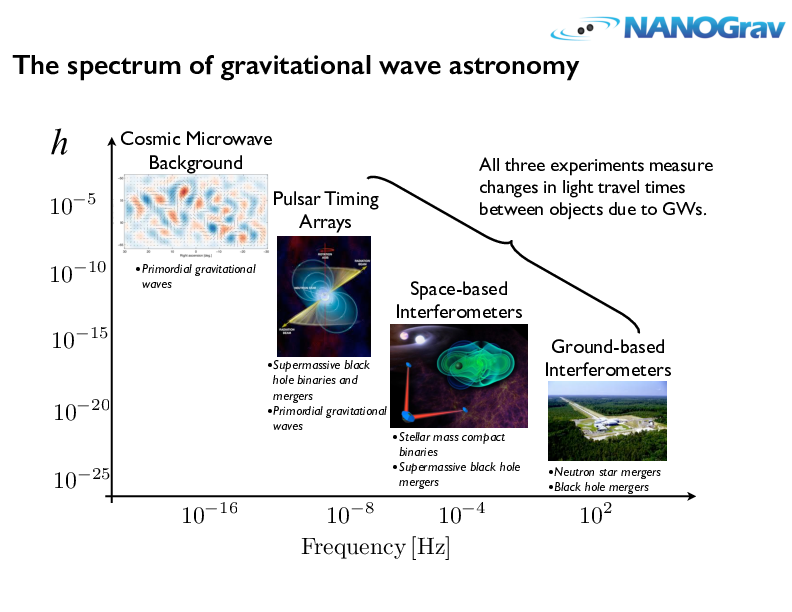 NANOGrav
The spectrum of gravitational wave astronomy
h
Cosmic Microwave
Background
All three experiments measure
changes in light travel times
between objects due to GWs.
Pulsar Timing
Arrays
10⁻⁵
•Primordial gravitational
waves
10⁻¹⁰
Space-based
Interferometers
10⁻¹⁵
Ground-based
Interferometers
•Supermassive black
hole binaries and
mergers
•Primordial gravitational
waves
10⁻²⁰
•Stellar mass compact
binaries
•Supermassive black hole
mergers
•Neutron star mergers
•Black hole mergers
10⁻²⁵
10⁻¹⁶ 10⁻⁸ 10⁻⁴ 10²
Frequency [Hz]